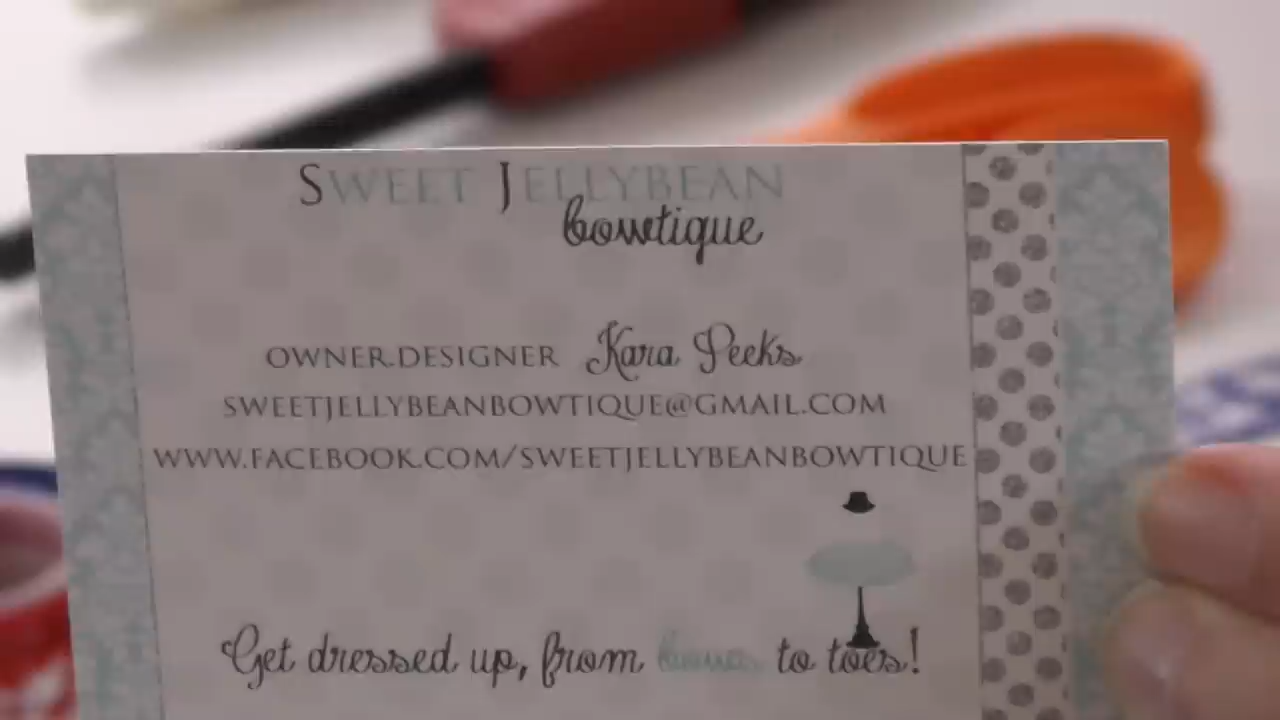 SWEET JELLYBEAN
bowtique
OWNER.DESIGNER Kara Peeks
SWEETJELLYBEANBOWTIQUE@GMAIL.COM
WWW.FACEBOOK.COM/SWEETJELLYBEANBOWTIQUE
Get dressed up, from bows to toes!